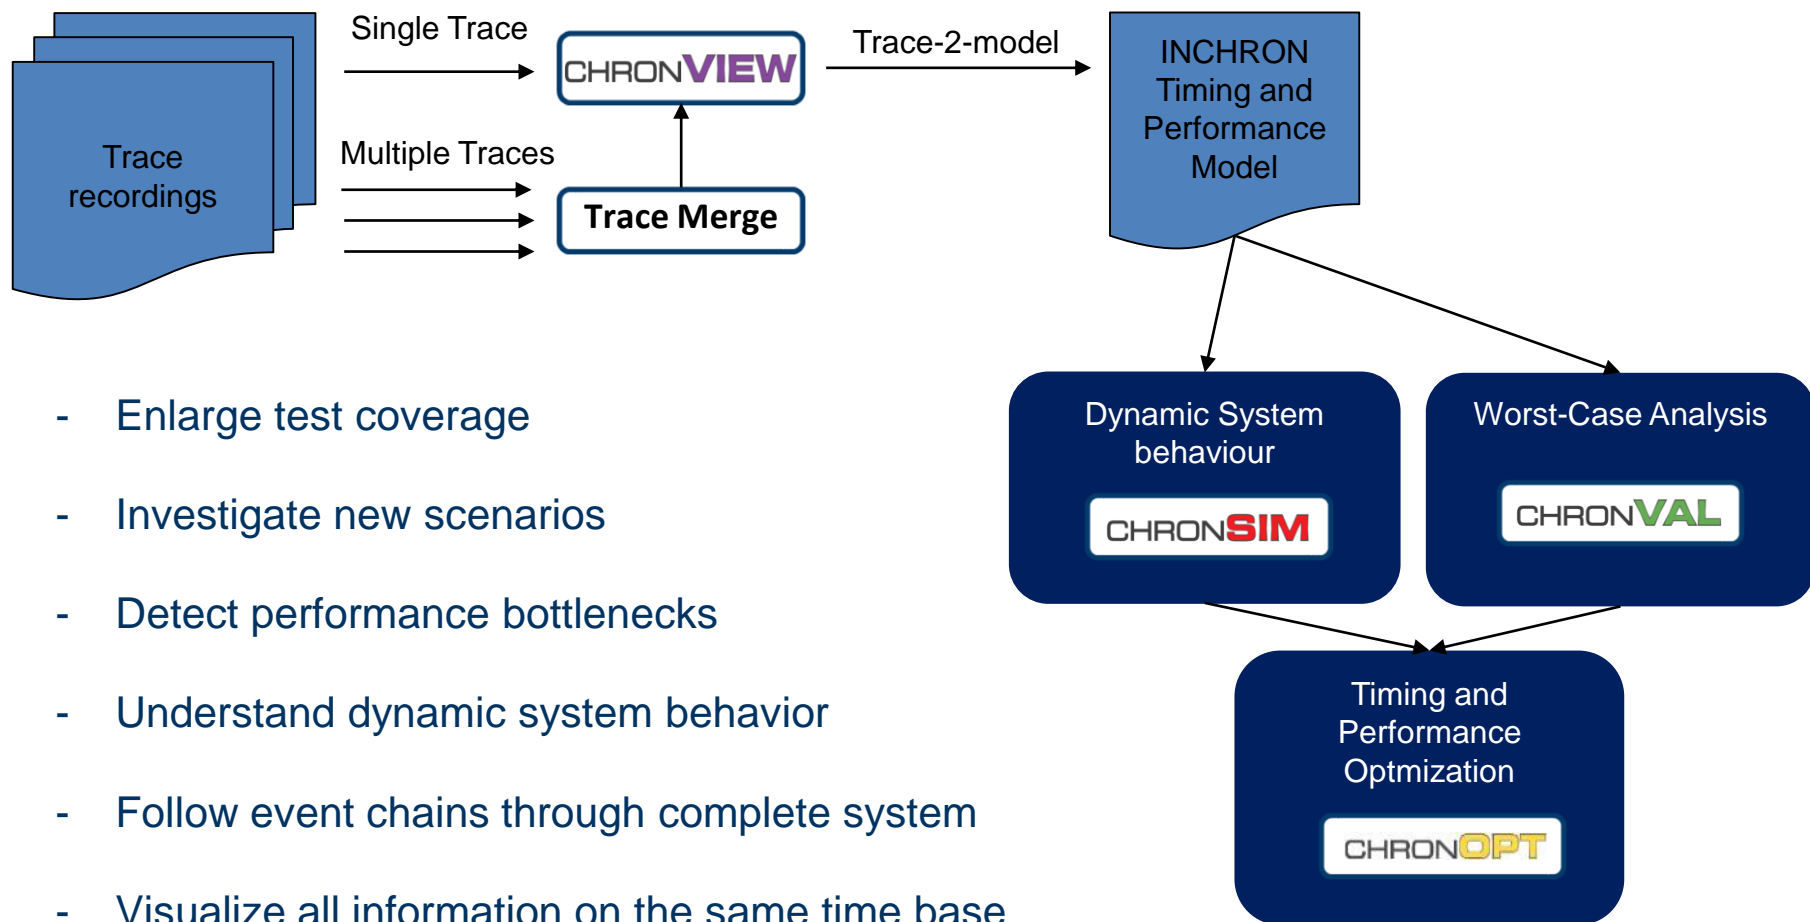 Trace
recordings
Single Trace
Multiple Traces
CHRONVIEW
Trace Merge
Trace-2-model
INCHRON
Timing and
Performance
Model
- Enlarge test coverage
- Investigate new scenarios
- Detect performance bottlenecks
- Understand dynamic system behavior
- Follow event chains through complete system
- Visualize all information on the same time base
Dynamic System
behaviour
CHRONSIM
Worst-Case Analysis
CHRONVAL
Timing and
Performance
Optmization
CHRONOPT